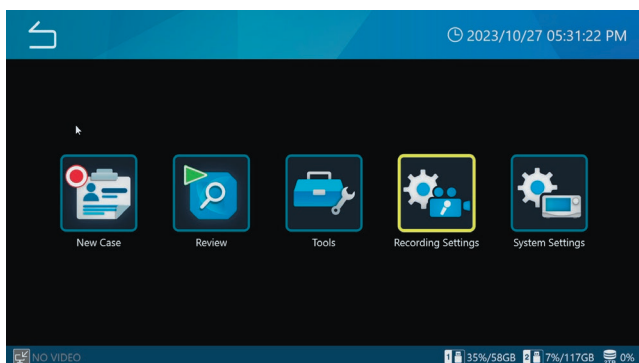 2023/10/27 05:31:22 PM
New Case
Review
Tools
Recording Settings
System Settings
NO VIDEO
1 35%/58GB 2 7%/117GB 0%